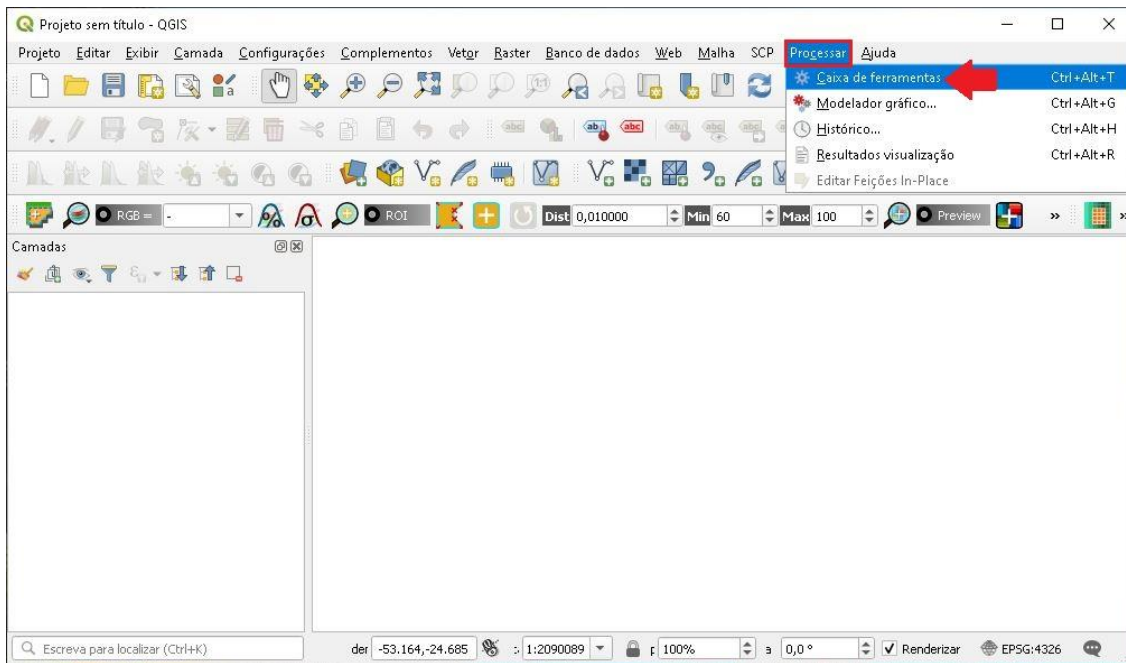 Projeto sem título - QGIS
Projeto Editar Exibir Camada Configurações Complementos Vetor Raster Banco de dados Web Malha SCP Processar Ajuda
Caixa de ferramentas Ctrl+Alt+T
Modelador gráfico... Ctrl+Alt+G
Histórico... Ctrl+Alt+H
Resultados visualização Ctrl+Alt+R
Editar Feições In-Place
RGB = - ROI Dist 0,010000 Min 60 Max 100 Preview »
Camadas
Escreva para localizar (Ctrl+K) der -53.164,-24.685 1:2090089 100% 0,0 ° Renderizar EPSG:4326